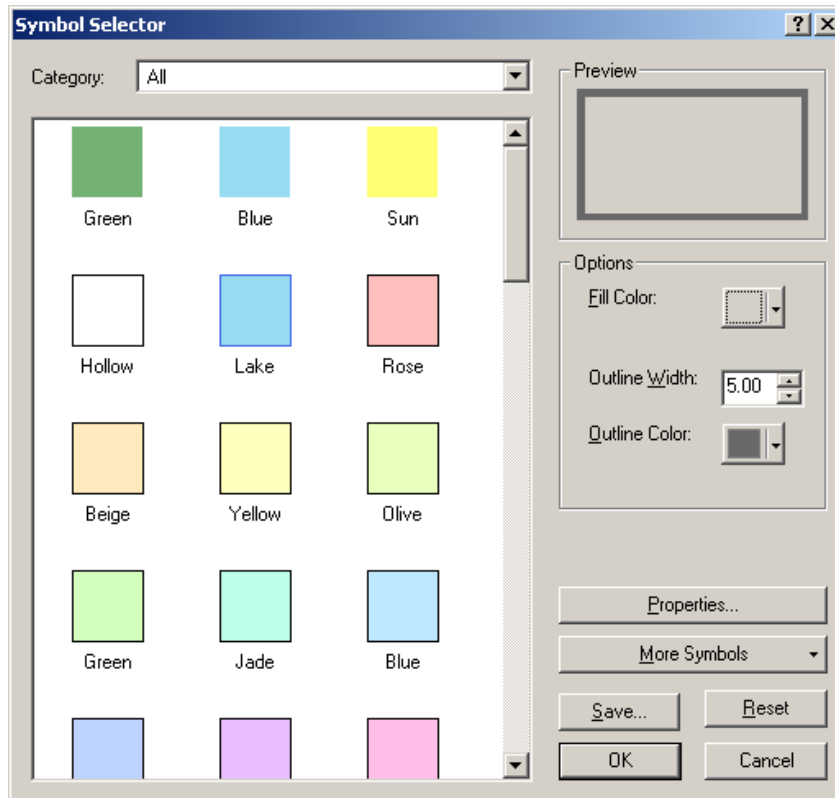 Symbol Selector
Category: All
Green Blue Sun
Hollow Lake Rose
Beige Yellow Olive
Green Jade Blue
Preview
Options
Fill Color:
Outline Width: 5.00
Outline Color:
Properties...
More Symbols
Save... Reset
OK Cancel